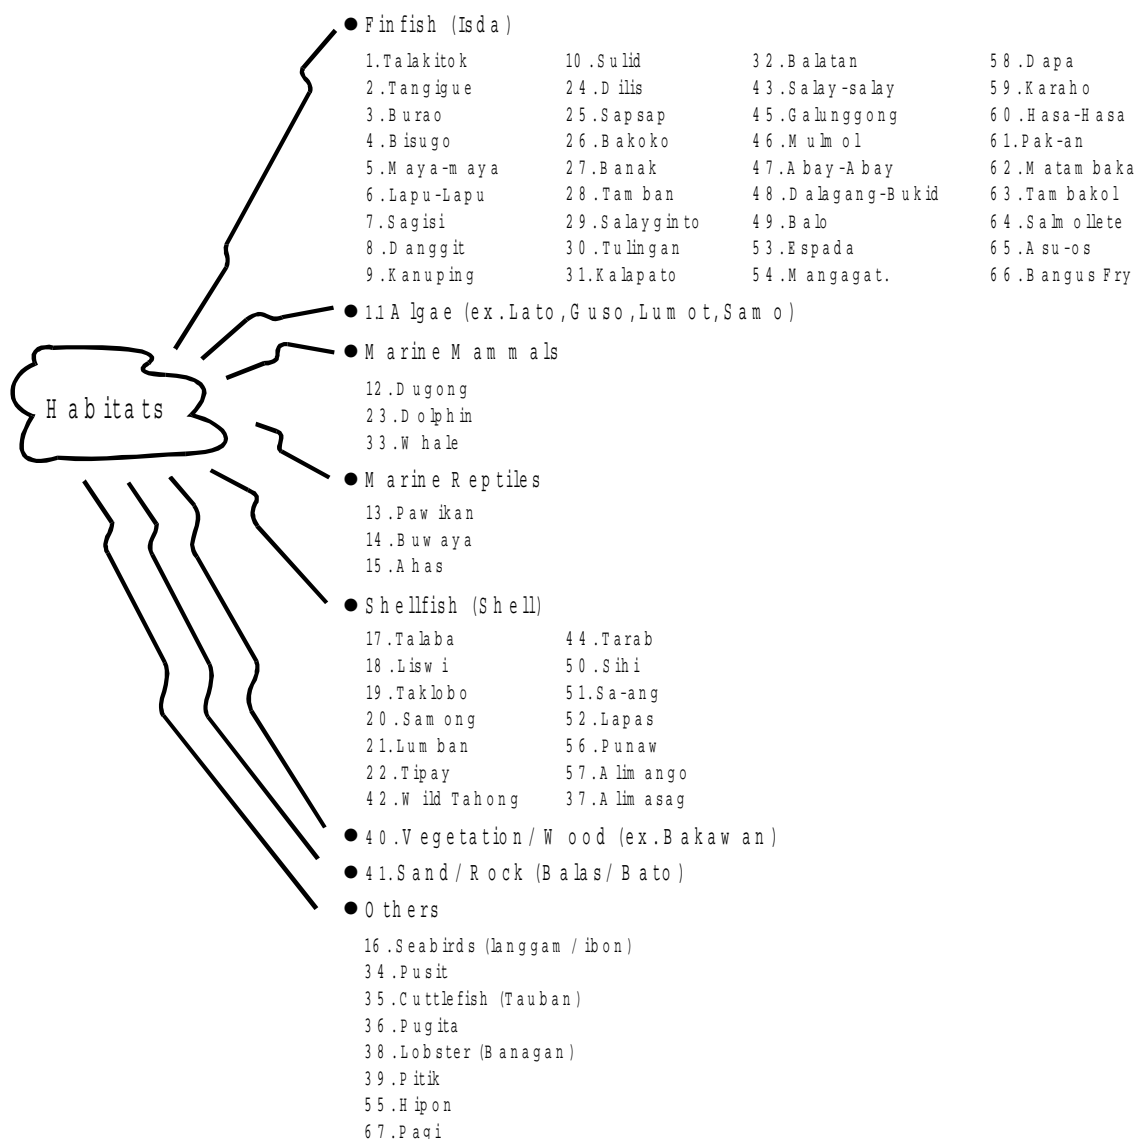 ● Finfish (Isda)
1. Talakitok 10. Sulid 32. Balatan 58. Dapa
2. Tangigue 24. Dilis 43. Salay-salay 59. Karaho
3. Burao 25. Sapsap 45. Galunggong 60. Hasa-Hasa
4. Bisugo 26. Bakoko 46. Mulmol 61. Pak-an
5. Maya-maya 27. Banak 47. Abay-Abay 62. Matambaka
6. Lapu-Lapu 28. Tamban 48. Dalagang-Bukid 63. Tambakol
7. Sagisi 29. Salayginto 49. Balo 64. Salmollete
8. Danggit 30. Tulingan 53. Espada 65. Asu-os
9. Kanuping 31. Kalapato 54. Mangagat. 66. Bangus Fry
● 11 Algae (ex. Lato, Guso, Lumot, Samo)
● Marine Mammals
12. Dugong
Habitats
23. Dolphin
33. Whale
● Marine Reptiles
13. Pawikan
14. Buwaya
15. Ahas
● Shellfish (Shell)
17. Talaba 44. Tarab
18. Liswi 50. Sihi
19. Taklobo 51. Sa-ang
20. Samong 52. Lapas
21. Lumban 56. Punaw
22. Tipay 57. Alimango
42. Wild Tahong 37. Alimasag
● 40. Vegetation/Wood (ex. Bakawan)
● 41. Sand/Rock (Balas/Bato)
● Others
16. Seabirds (langgam/ibon)
34. Pusit
35. Cuttlefish (Tauban)
36. Pugita
38. Lobster (Banagan)
39. Pitik
55. Hipon
67. Pagi